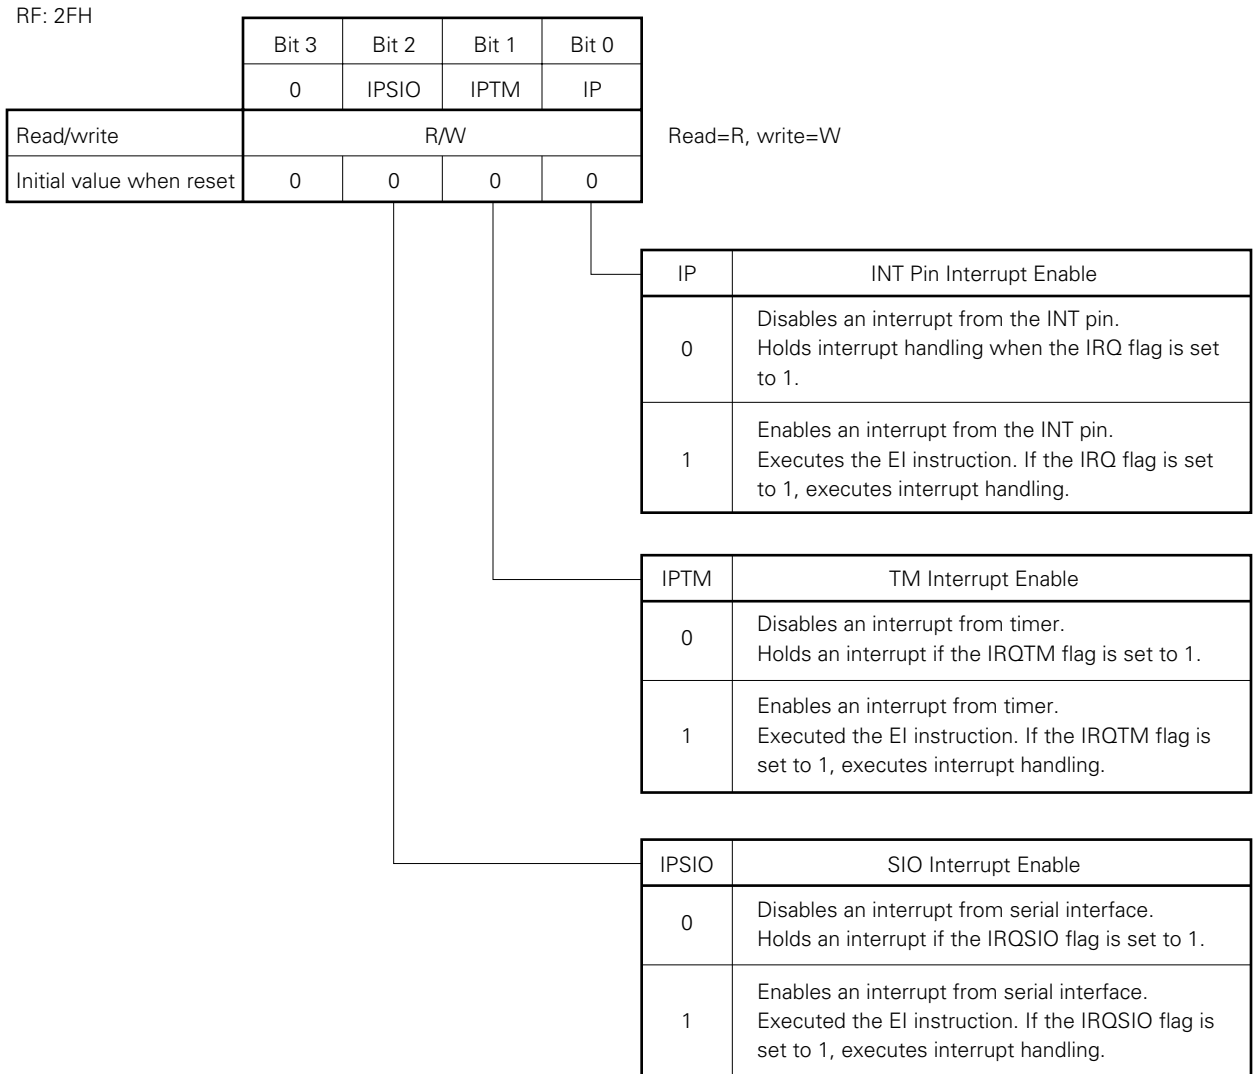 RF: 2FH
Bit 3 Bit 2 Bit 1 Bit 0
0 IPSIO IPTM IP
Read/write R/W Read=R, write=W
Initial value when reset 0 0 0 0
IP INT Pin Interrupt Enable
0 Disables an interrupt from the INT pin.
Holds interrupt handling when the IRQ flag is set
to 1.
1 Enables an interrupt from the INT pin.
Executes the EI instruction. If the IRQ flag is set
to 1, executes interrupt handling.
IPTM TM Interrupt Enable
0 Disables an interrupt from timer.
Holds an interrupt if the IRQTM flag is set to 1.
1 Enables an interrupt from timer.
Executed the EI instruction. If the IRQTM flag is
set to 1, executes interrupt handling.
IPSIO SIO Interrupt Enable
0 Disables an interrupt from serial interface.
Holds an interrupt if the IRQSIO flag is set to 1.
1 Enables an interrupt from serial interface.
Executed the EI instruction. If the IRQSIO flag is
set to 1, executes interrupt handling.